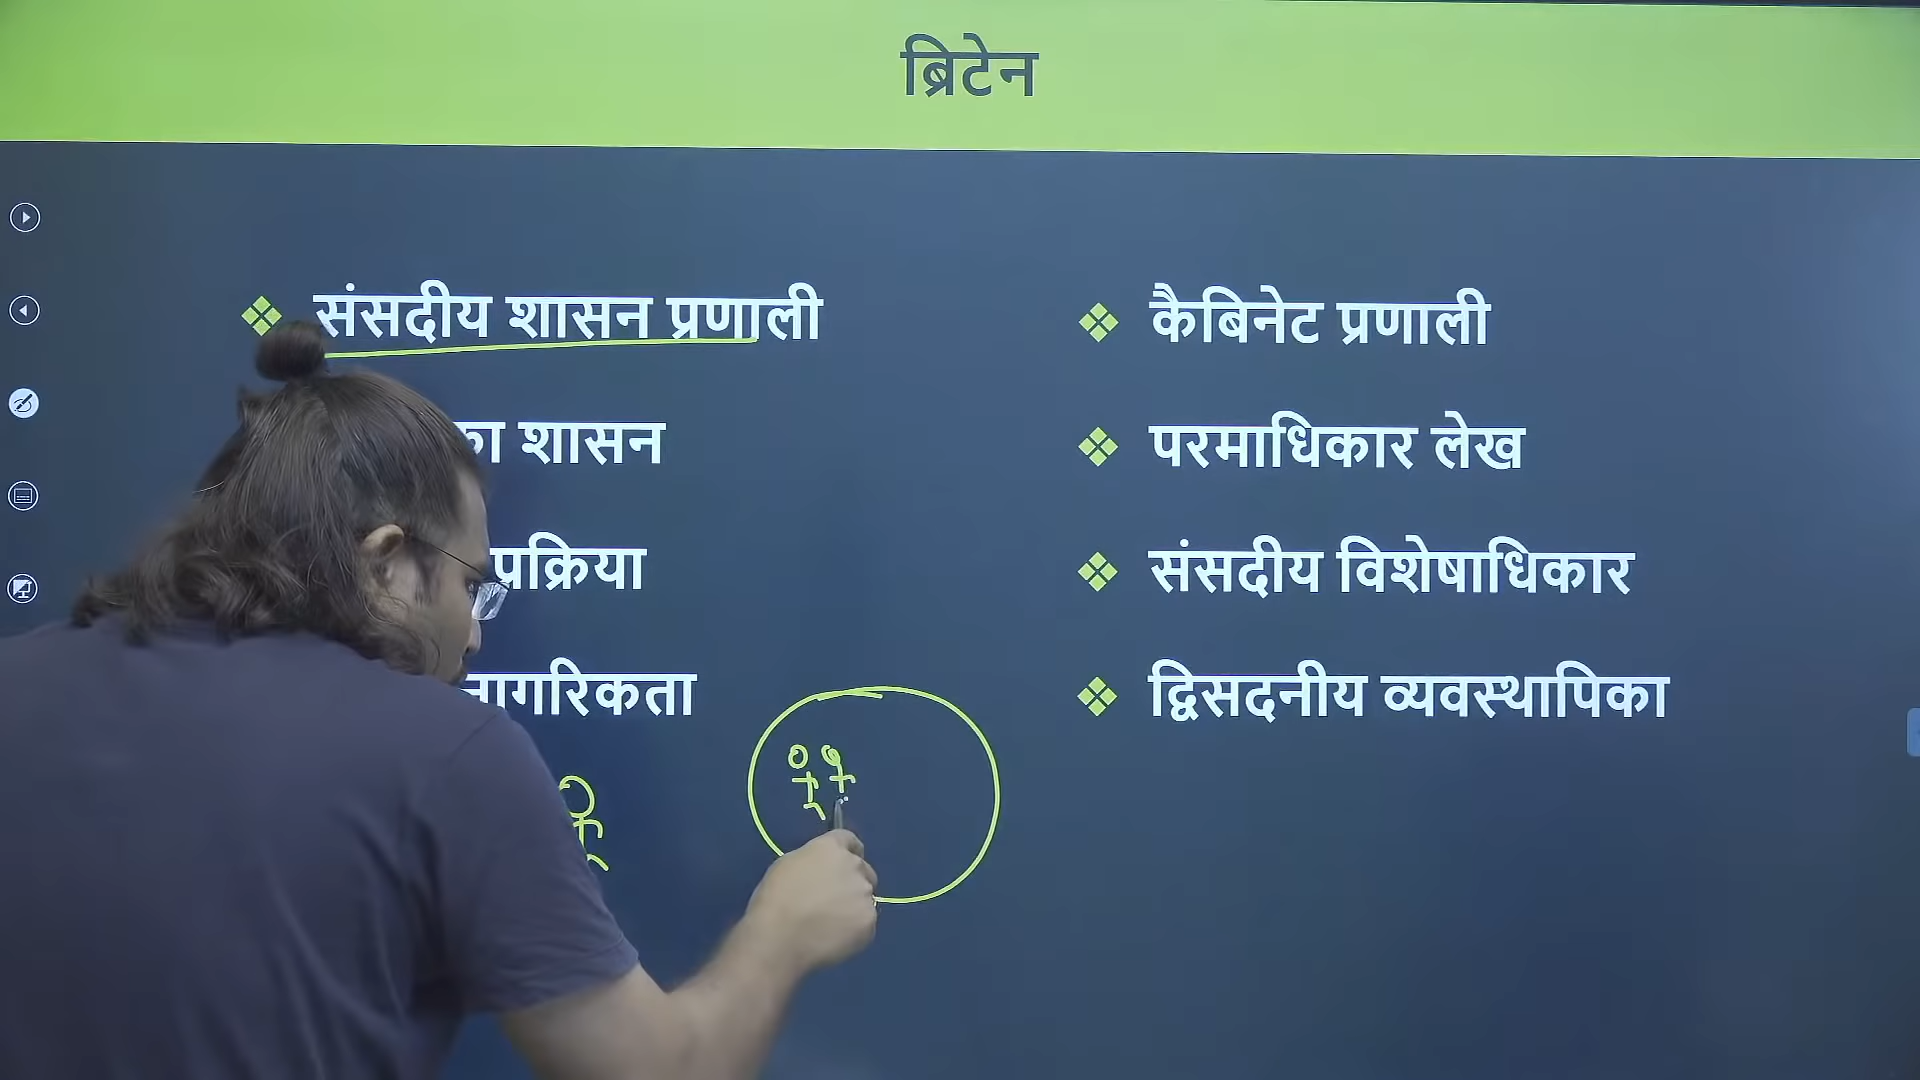 ब्रिटेन
संसदीय शासन प्रणाली
का शासन
प्रक्रिया
नागरिकता
कैबिनेट प्रणाली
परमाधिकार लेख
संसदीय विशेषाधिकार
द्विसदनीय व्यवस्थापिका